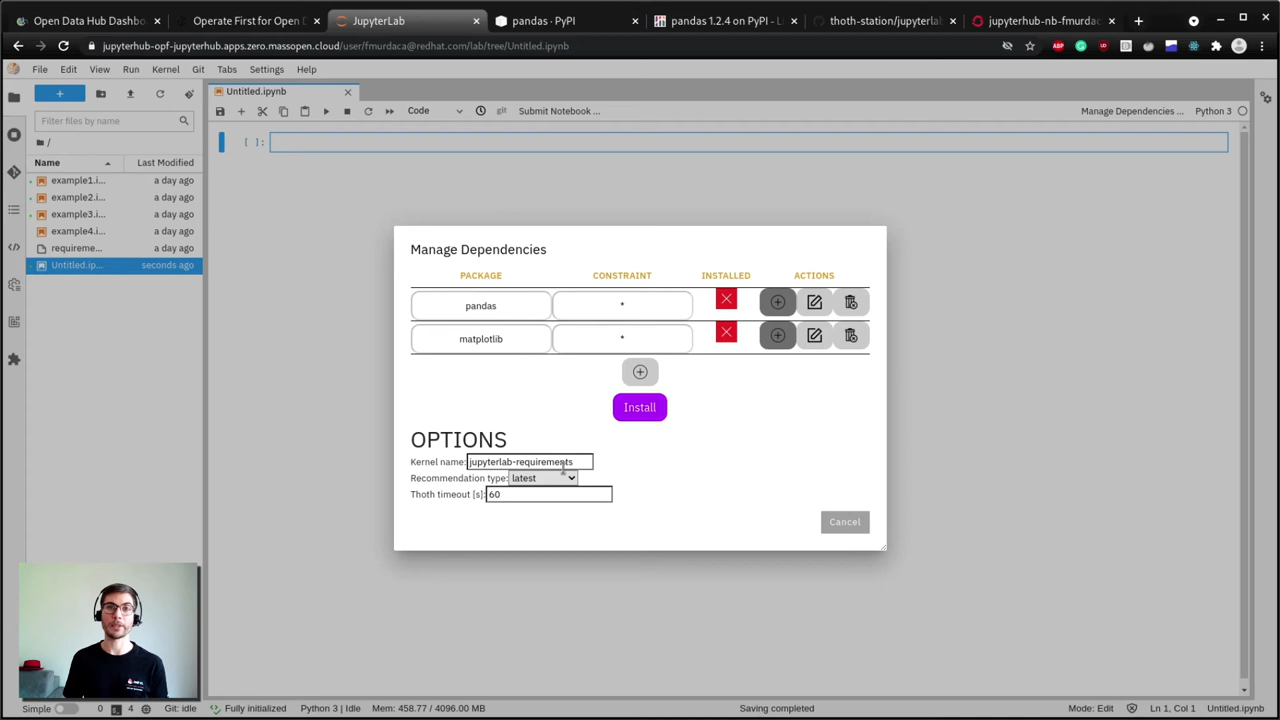 Open Data Hub Dashbo
Operate First for Open D
JupyterLab
pandas · PyPI
pandas 1.2.4 on PyPI - L
thoth-station/jupyterlab
jupyterhub-nb-fmurdac
jupyterhub-opf-jupyterhub.apps.zero.massopen.cloud/user/fmurdaca@redhat.com/lab/tree/Untitled.ipynb
File Edit View Run Kernel Git Tabs Settings Help
Untitled.ipynb
Code
git
Submit Notebook ...
Manage Dependencies ...
Python 3
Filter files by name
/
Name Last Modified
example1.i... a day ago
example2.i... a day ago
example3.i... a day ago
example4.i... a day ago
requireme... a day ago
Untitled.ip... seconds ago
[ ]:
Manage Dependencies
PACKAGE CONSTRAINT INSTALLED ACTIONS
pandas *
matplotlib *
Install
OPTIONS
Kernel name: jupyterlab-requirements
Recommendation type: latest
Thoth timeout [s]: 60
Cancel
Simple 0 4 Git: idle Fully initialized Python 3 | Idle Mem: 458.77 / 4096.00 MB Saving completed Mode: Edit Ln 1, Col 1 Untitled.ipynb